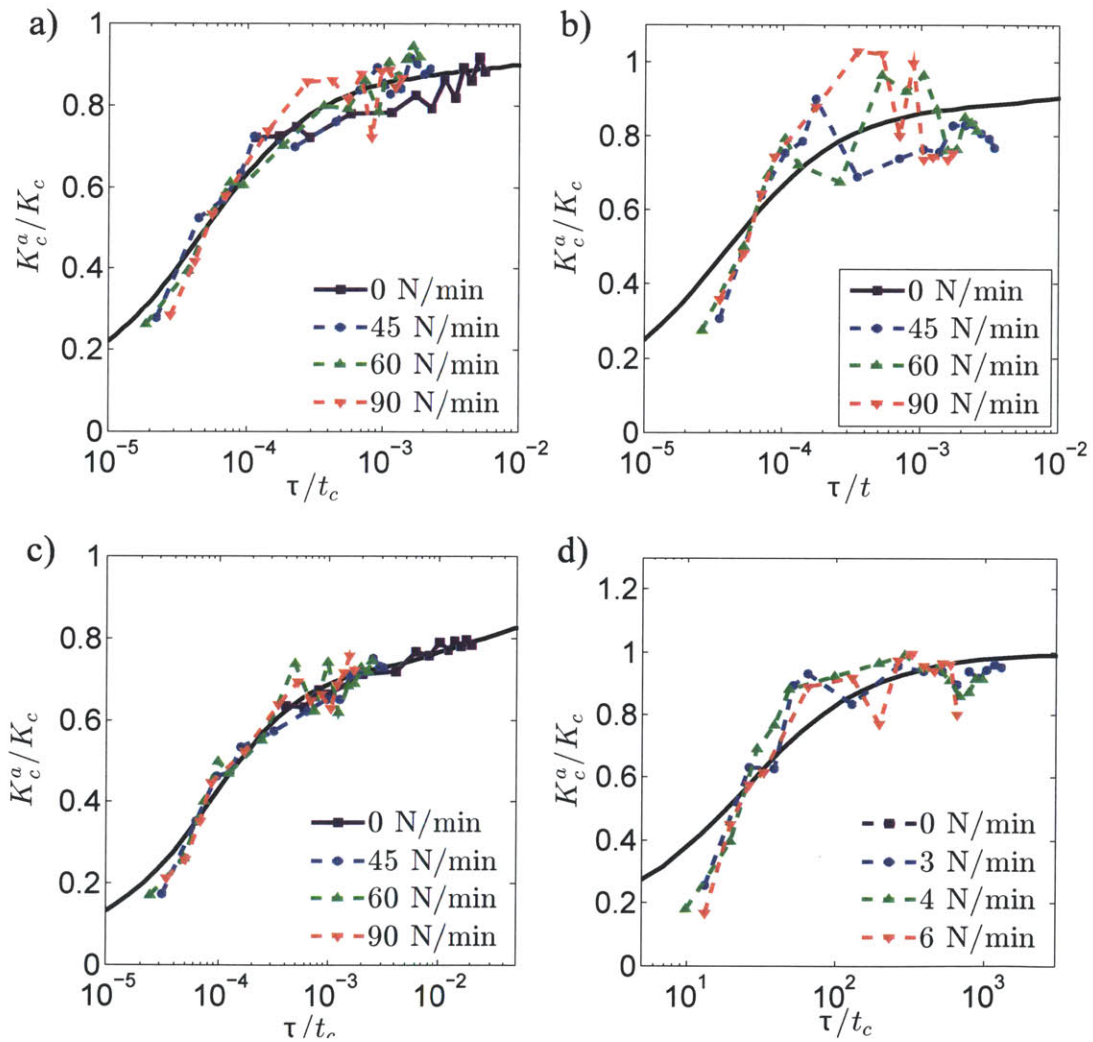 a)
1
0.8
0.6
0.4
0.2
0
K_c^a/K_c
0 N/min
45 N/min
60 N/min
90 N/min
10^-5
10^-4
10^-3
10^-2
τ/t_c
b)
1
0.8
0.6
0.4
0.2
0
K_c^a/K_c
0 N/min
45 N/min
60 N/min
90 N/min
10^-5
10^-4
10^-3
10^-2
τ/t
c)
1
0.8
0.6
0.4
0.2
0
K_c^a/K_c
0 N/min
45 N/min
60 N/min
90 N/min
10^-5
10^-4
10^-3
10^-2
τ/t_c
d)
1.2
1
0.8
0.6
0.4
0.2
0
K_c^a/K_c
0 N/min
3 N/min
4 N/min
6 N/min
10^1
10^2
10^3
τ/t_c